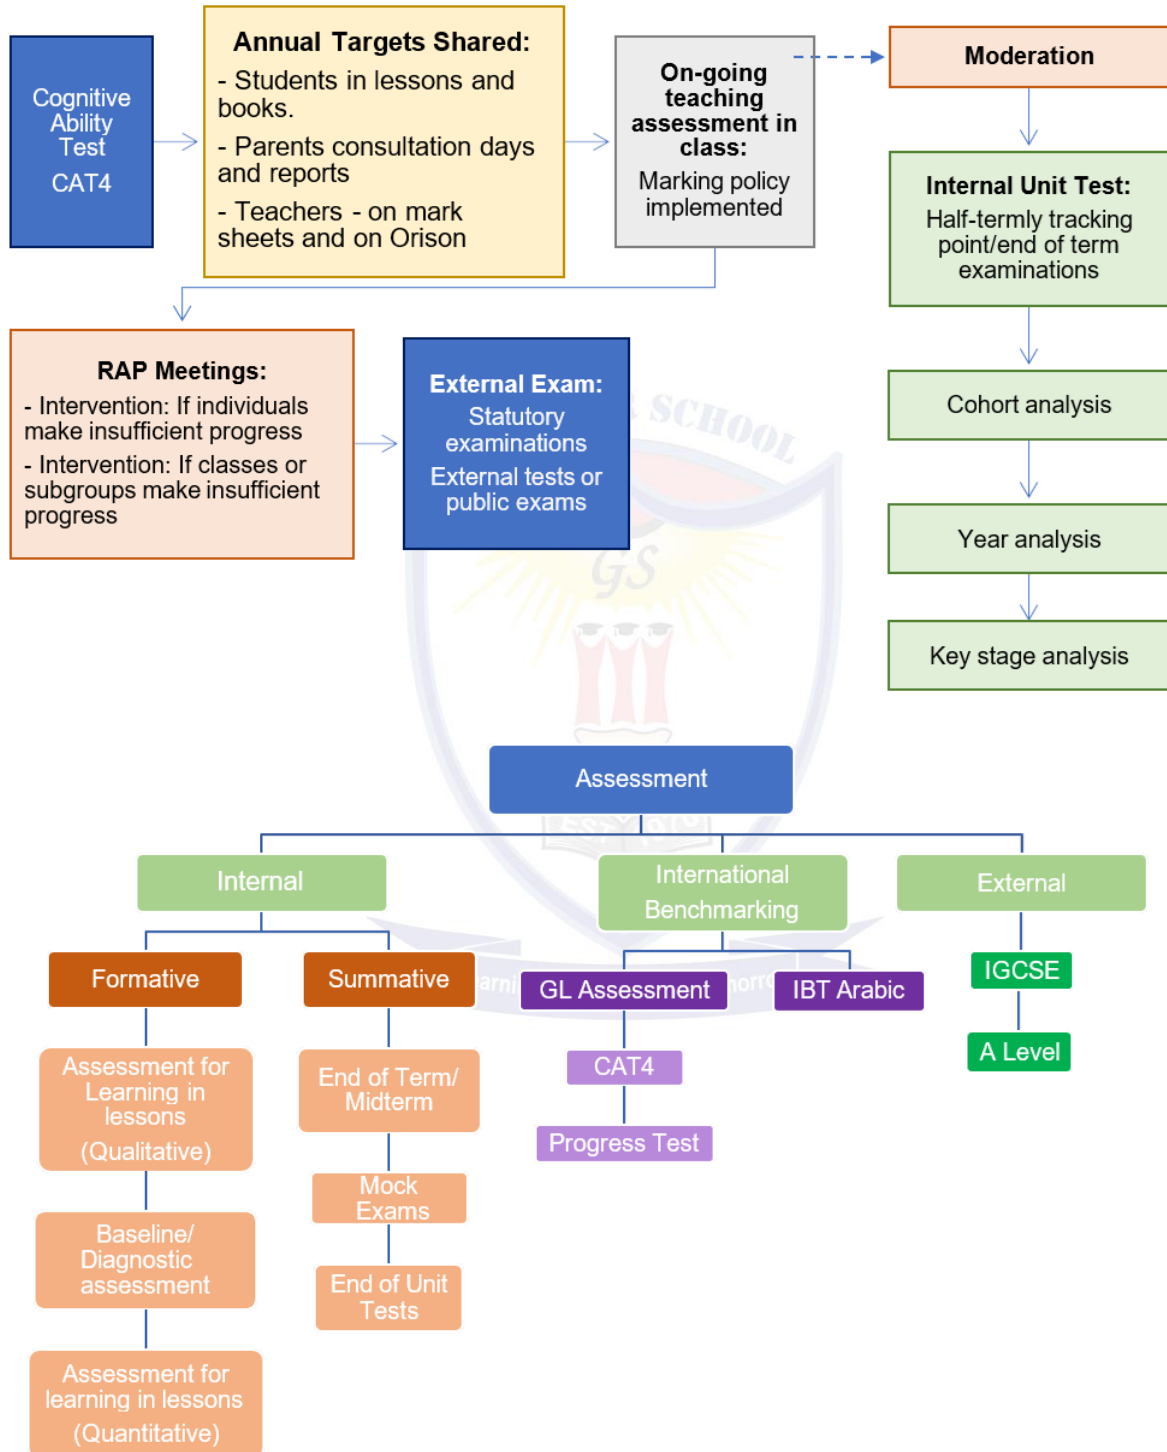 Cognitive
Ability
Test
CAT4
Annual Targets Shared:
- Students in lessons and
books.
- Parents consultation days
and reports
- Teachers - on mark
sheets and on Orison
On-going
teaching
assessment in
class:
Marking policy
implemented
Moderation
Internal Unit Test:
Half-termly tracking
point/end of term
examinations
RAP Meetings:
- Intervention: If individuals
make insufficient progress
- Intervention: If classes or
subgroups make insufficient
progress
External Exam:
Statutory
examinations
External tests or
public exams
Cohort analysis
Year analysis
Key stage analysis
& SCHOOL
GS
Assessment
EST 1976
Internal
International
Benchmarking
External
Formative
Summative
GL Assessment
IBT Arabic
IGCSE
Assessment for
Learning in
lessons
(Qualitative)
End of Term/
Midterm
CAT4
A Level
Progress Test
Mock
Exams
Baseline/
Diagnostic
assessment
End of Unit
Tests
Assessment for
learning in lessons
(Quantitative)